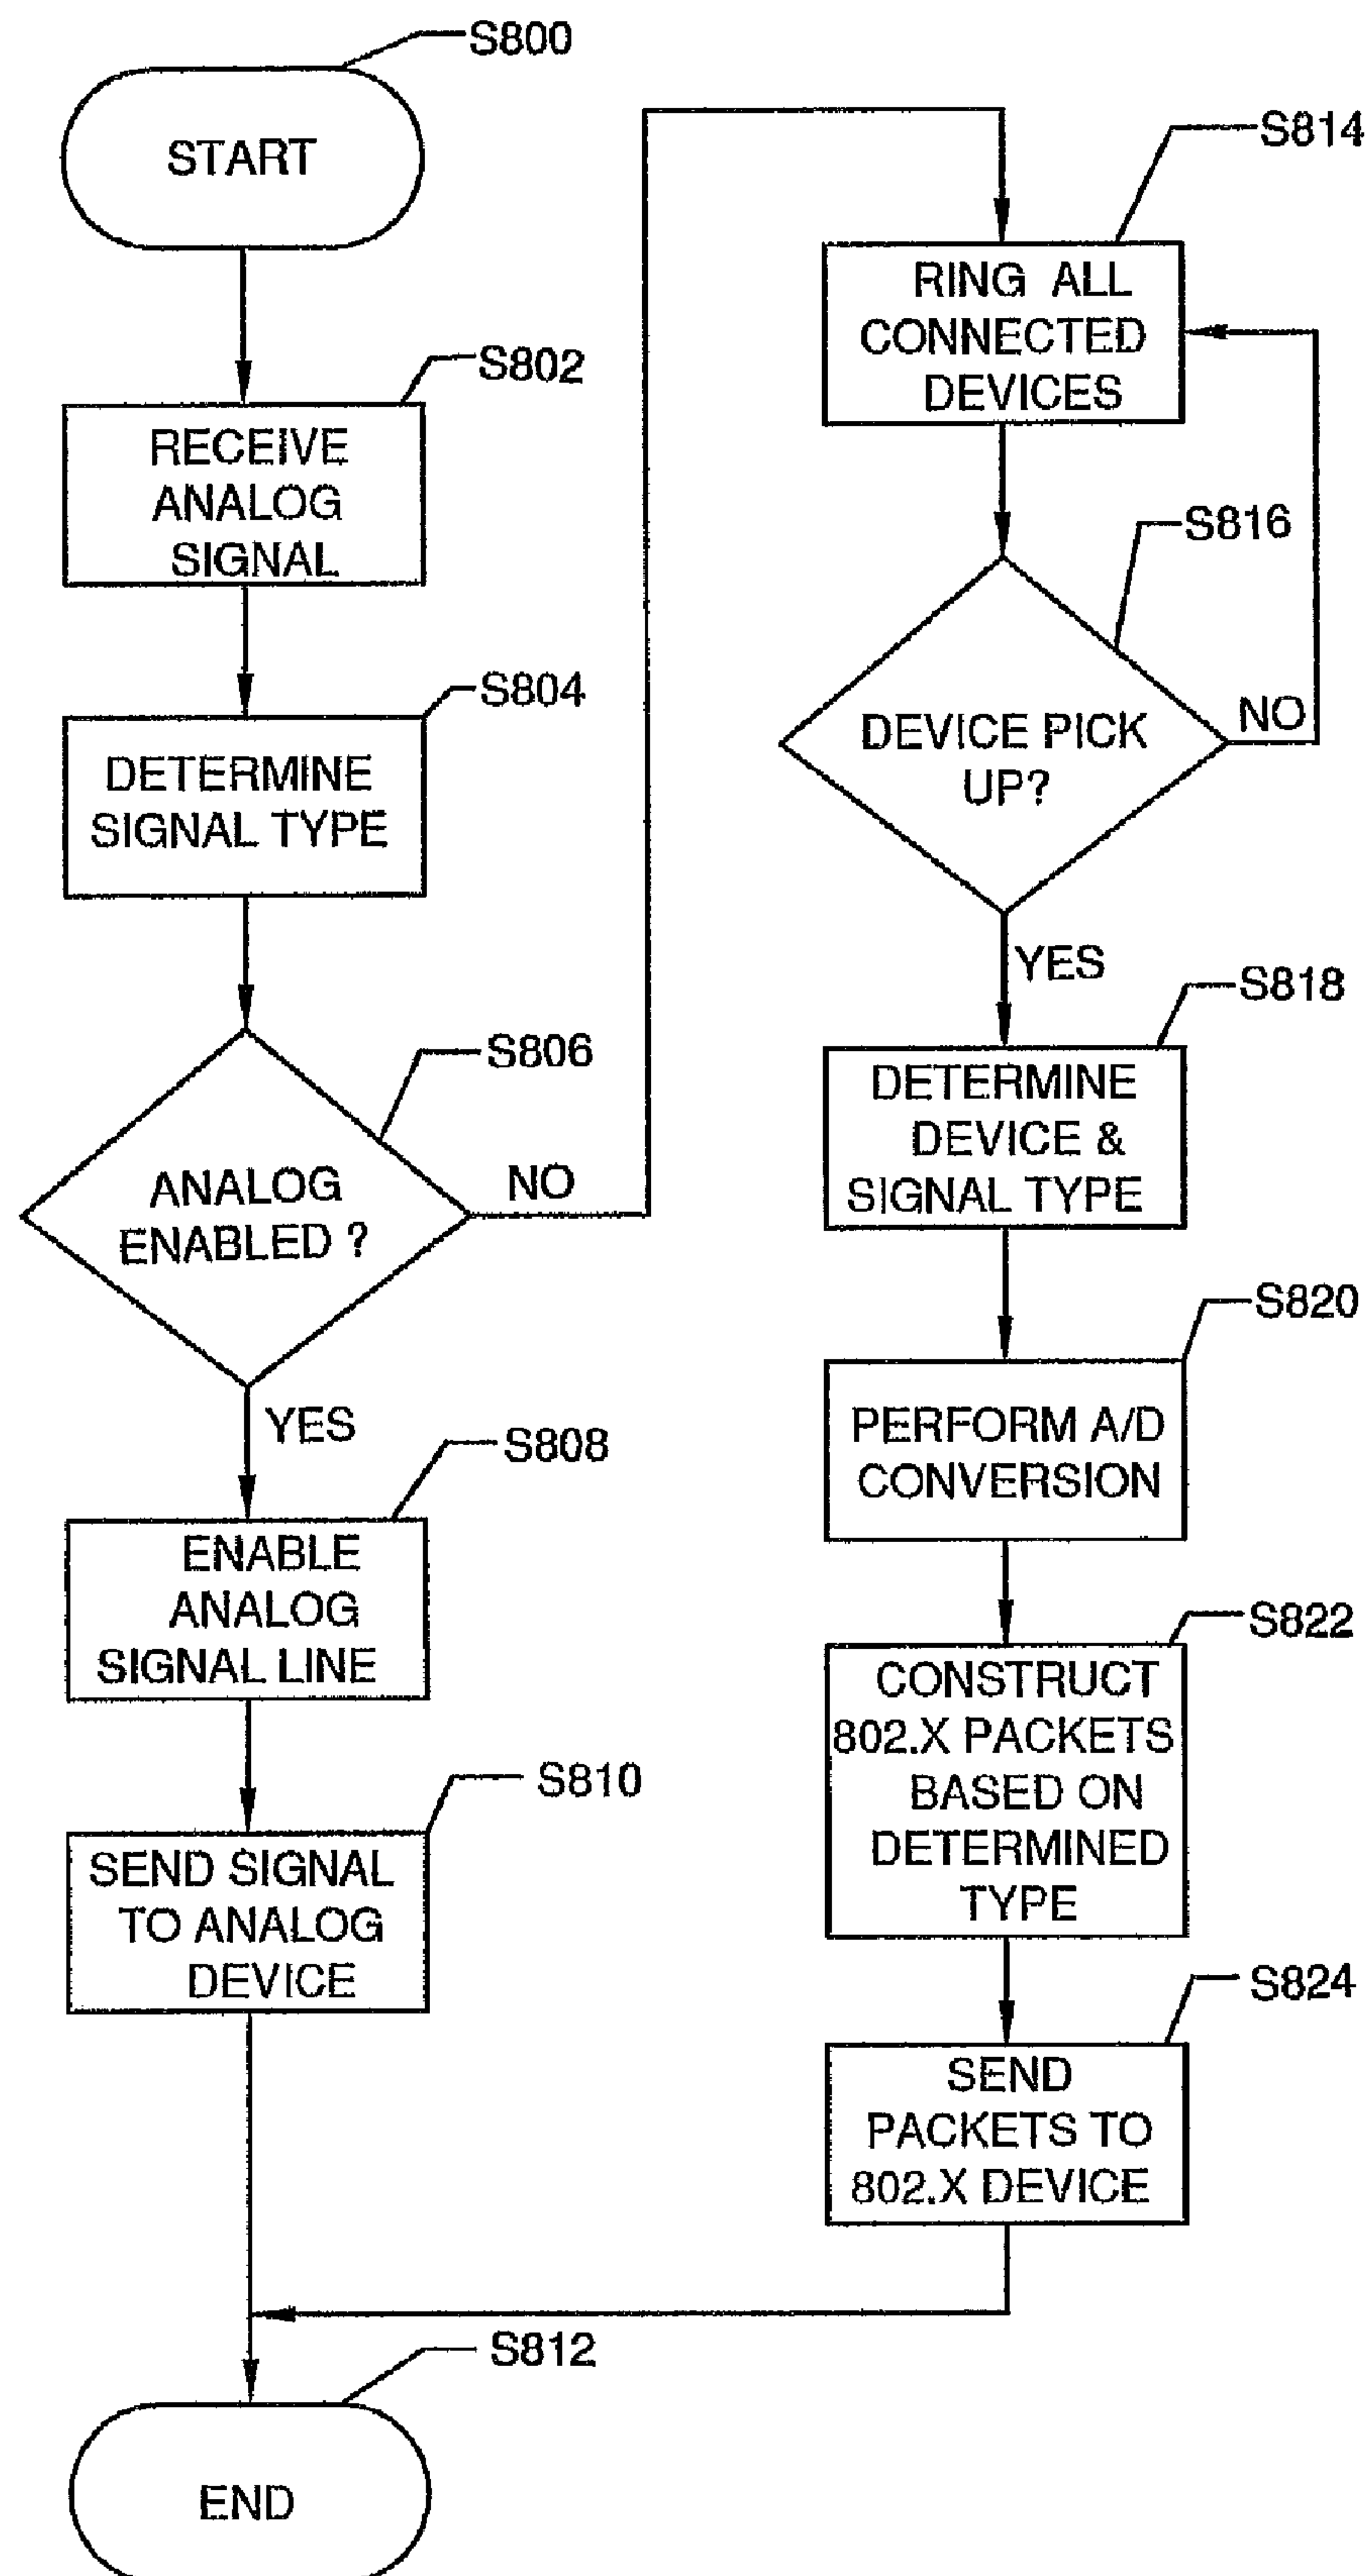 S800
START
S802
RECEIVE
ANALOG
SIGNAL
S804
DETERMINE
SIGNAL TYPE
S806
ANALOG
ENABLED ?
NO
YES
S808
ENABLE
ANALOG
SIGNAL LINE
S810
SEND SIGNAL
TO ANALOG
DEVICE
S812
END
S814
RING ALL
CONNECTED
DEVICES
S816
DEVICE PICK
UP?
NO
YES
S818
DETERMINE
DEVICE &
SIGNAL TYPE
S820
PERFORM A/D
CONVERSION
S822
CONSTRUCT
802.X PACKETS
BASED ON
DETERMINED
TYPE
S824
SEND
PACKETS TO
802.X DEVICE